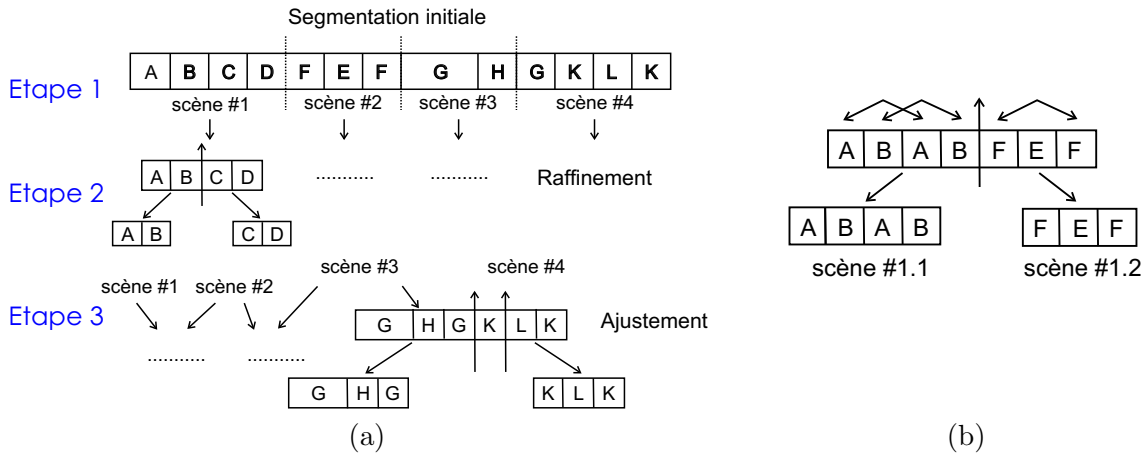 Segmentation initiale
A B C D F E F G H G K L K
Etape 1
scène #1 scène #2 scène #3 scène #4
A B C D
............ ............ Raffinement
Etape 2
A B C D
scène #1 scène #2 scène #3 scène #4
Etape 3
G H G K L K
Ajustement
............ ............
G H G K L K
(a)
A B A B F E F
A B A B F E F
scène #1.1 scène #1.2
(b)